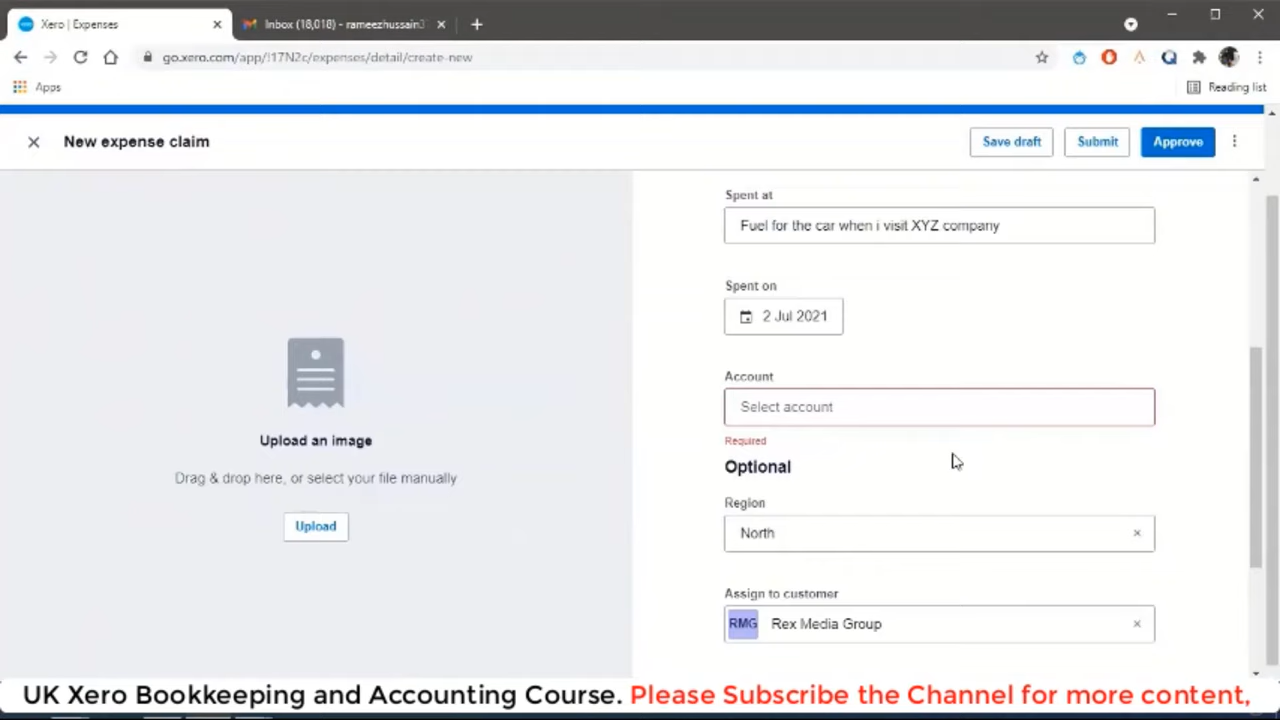 Xero | Expenses
Inbox (18,018) - rameezhussain
go.xero.com/app/!17N2c/expenses/detail/create-new
Apps
Reading list
New expense claim
Save draft
Submit
Approve
Spent at
Fuel for the car when i visit XYZ company
Spent on
2 Jul 2021
Account
Select account
Required
Upload an image
Drag & drop here, or select your file manually
Upload
Optional
Region
North
Assign to customer
RMG Rex Media Group
UK Xero Bookkeeping and Accounting Course. Please Subscribe the Channel for more content,